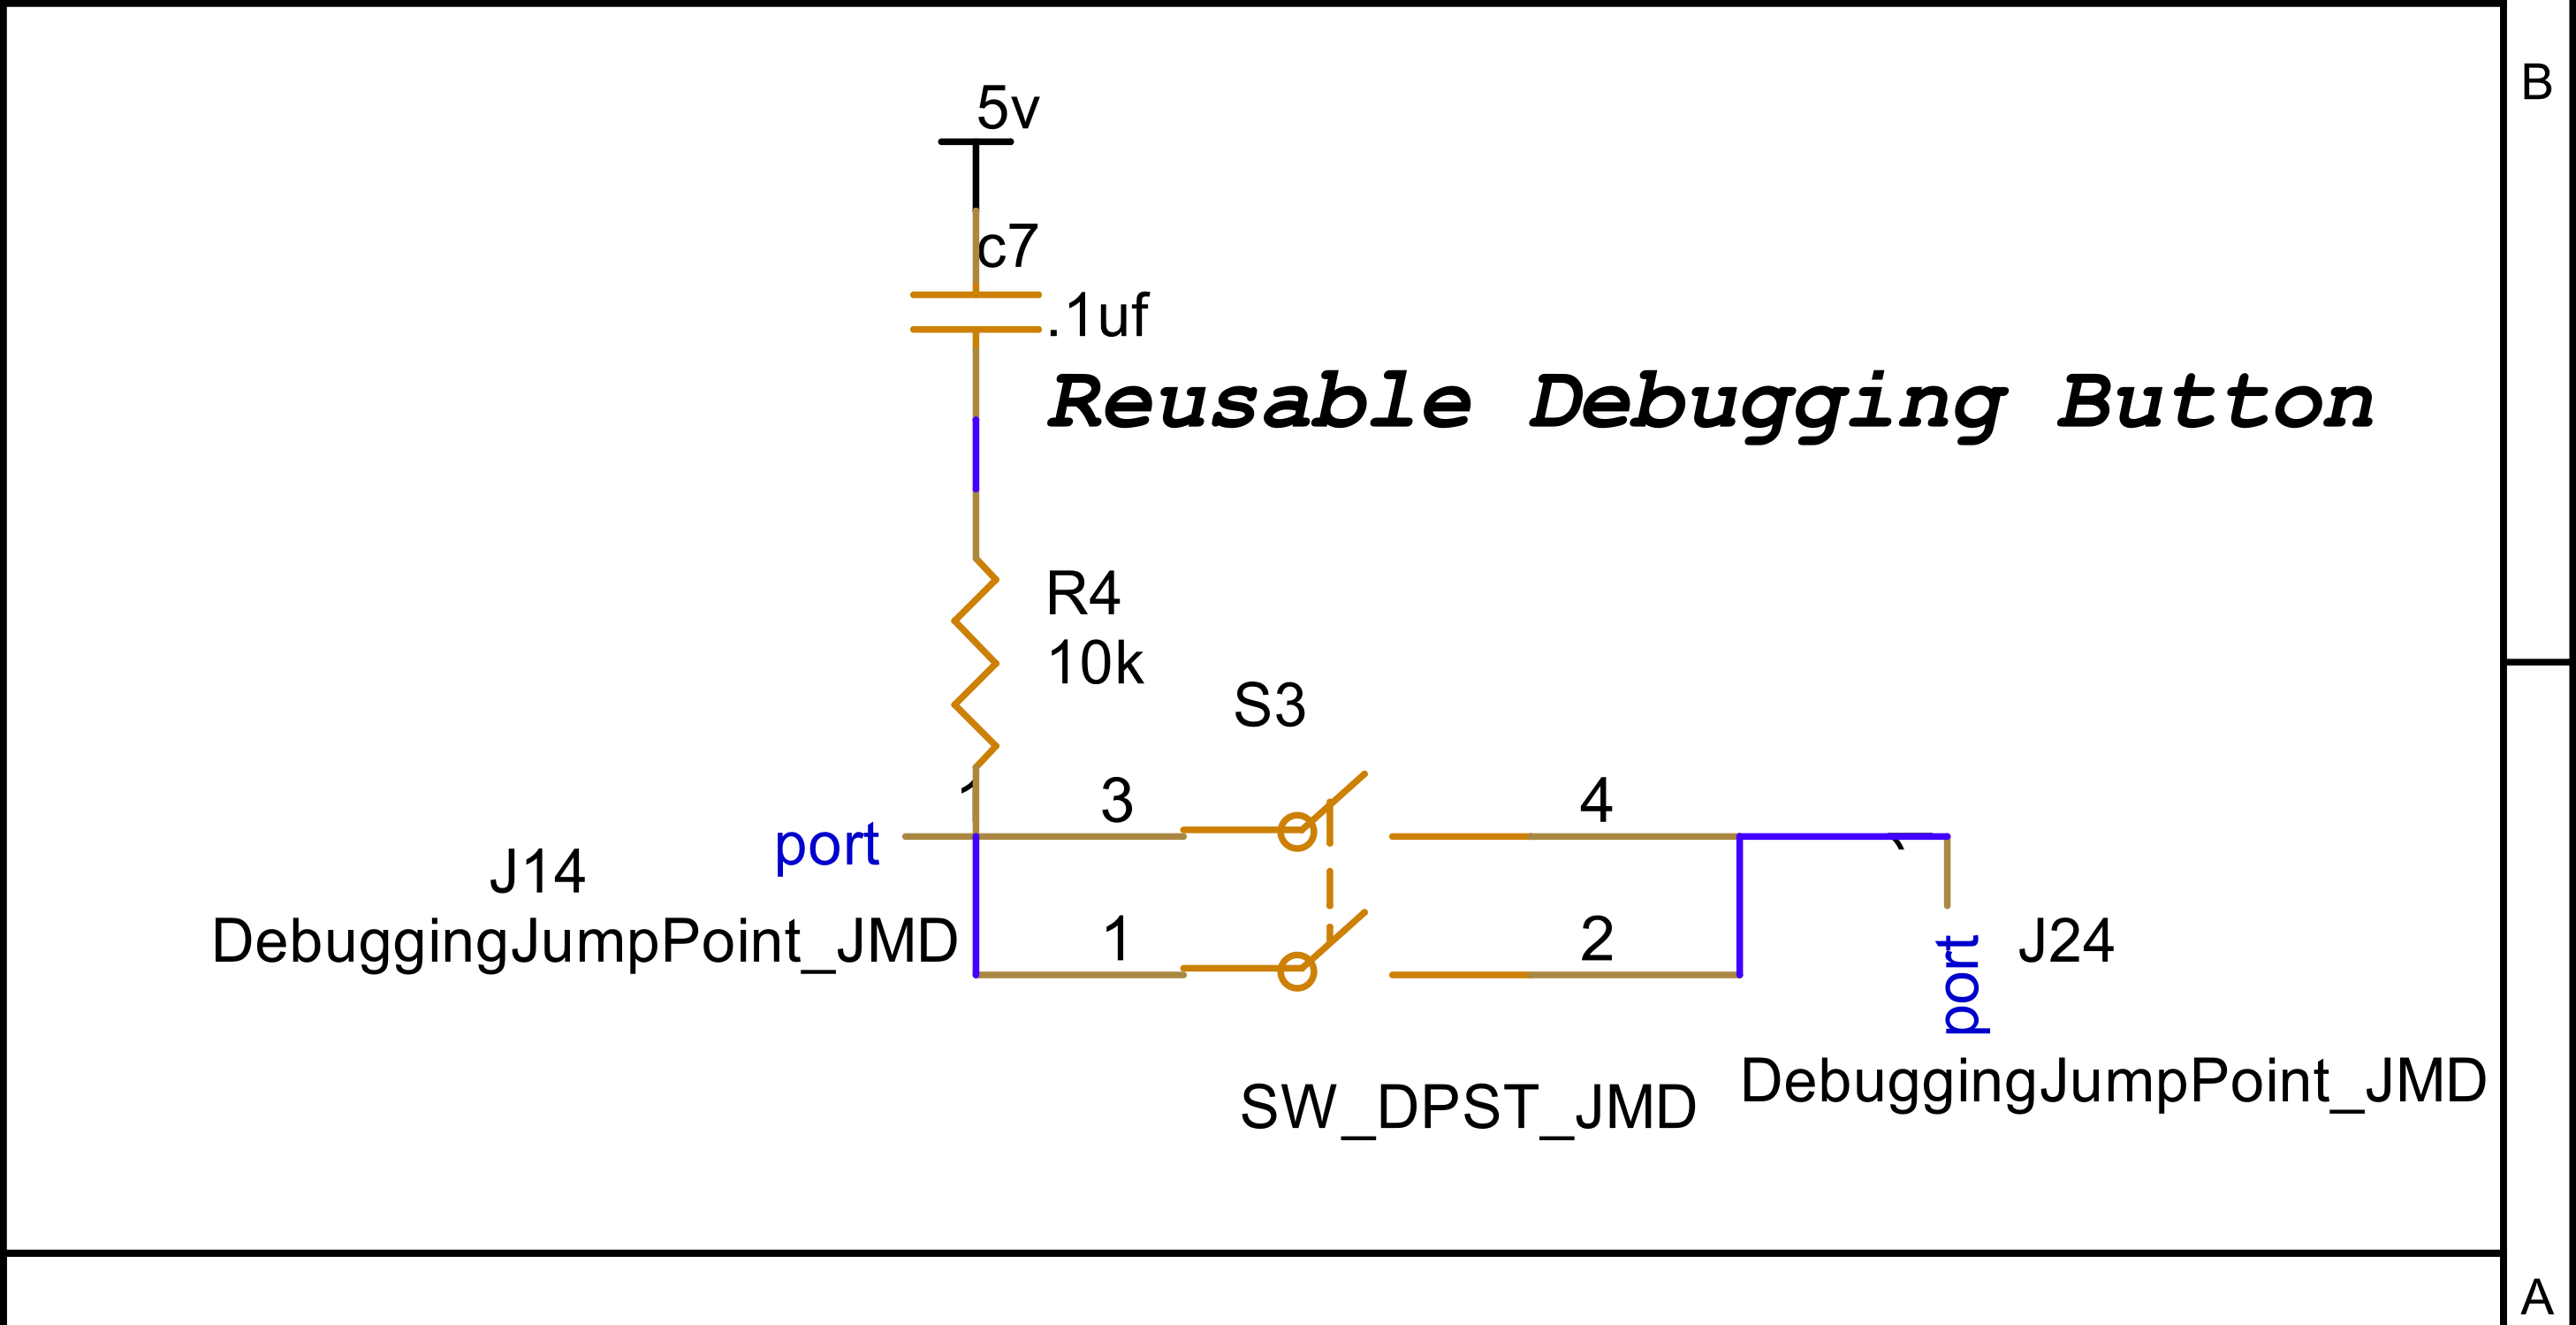 B
5v
c7
.1uf
Reusable Debugging Button
R4
10k
S3
1
3
4
port
J14
DebuggingJumpPoint_JMD
1
2
port
J24
DebuggingJumpPoint_JMD
SW_DPST_JMD
A